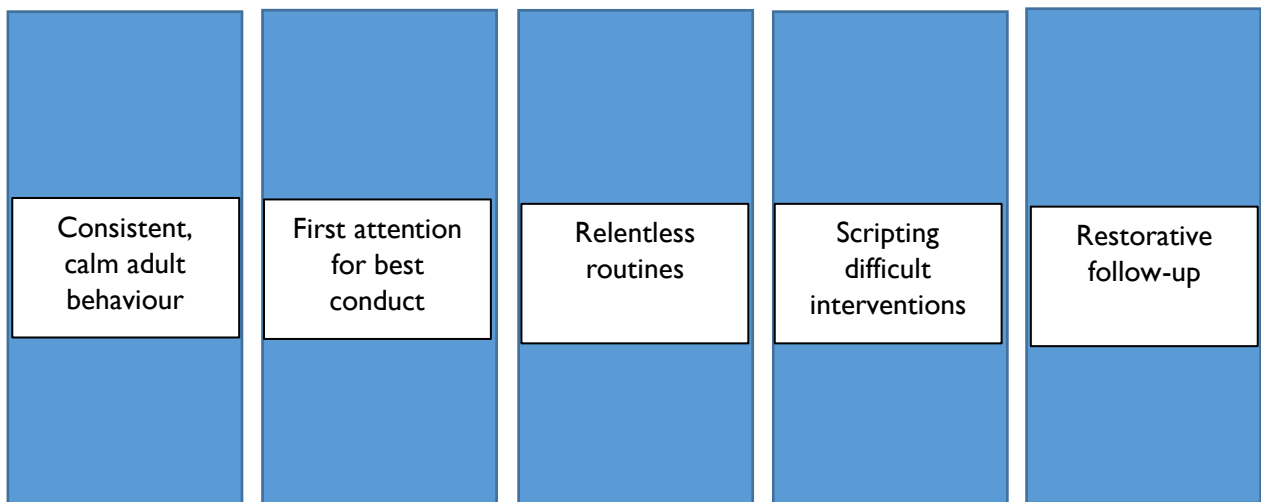 Consistent,
calm adult
behaviour
First attention
for best
conduct
Relentless
routines
Scripting
difficult
interventions
Restorative
follow-up